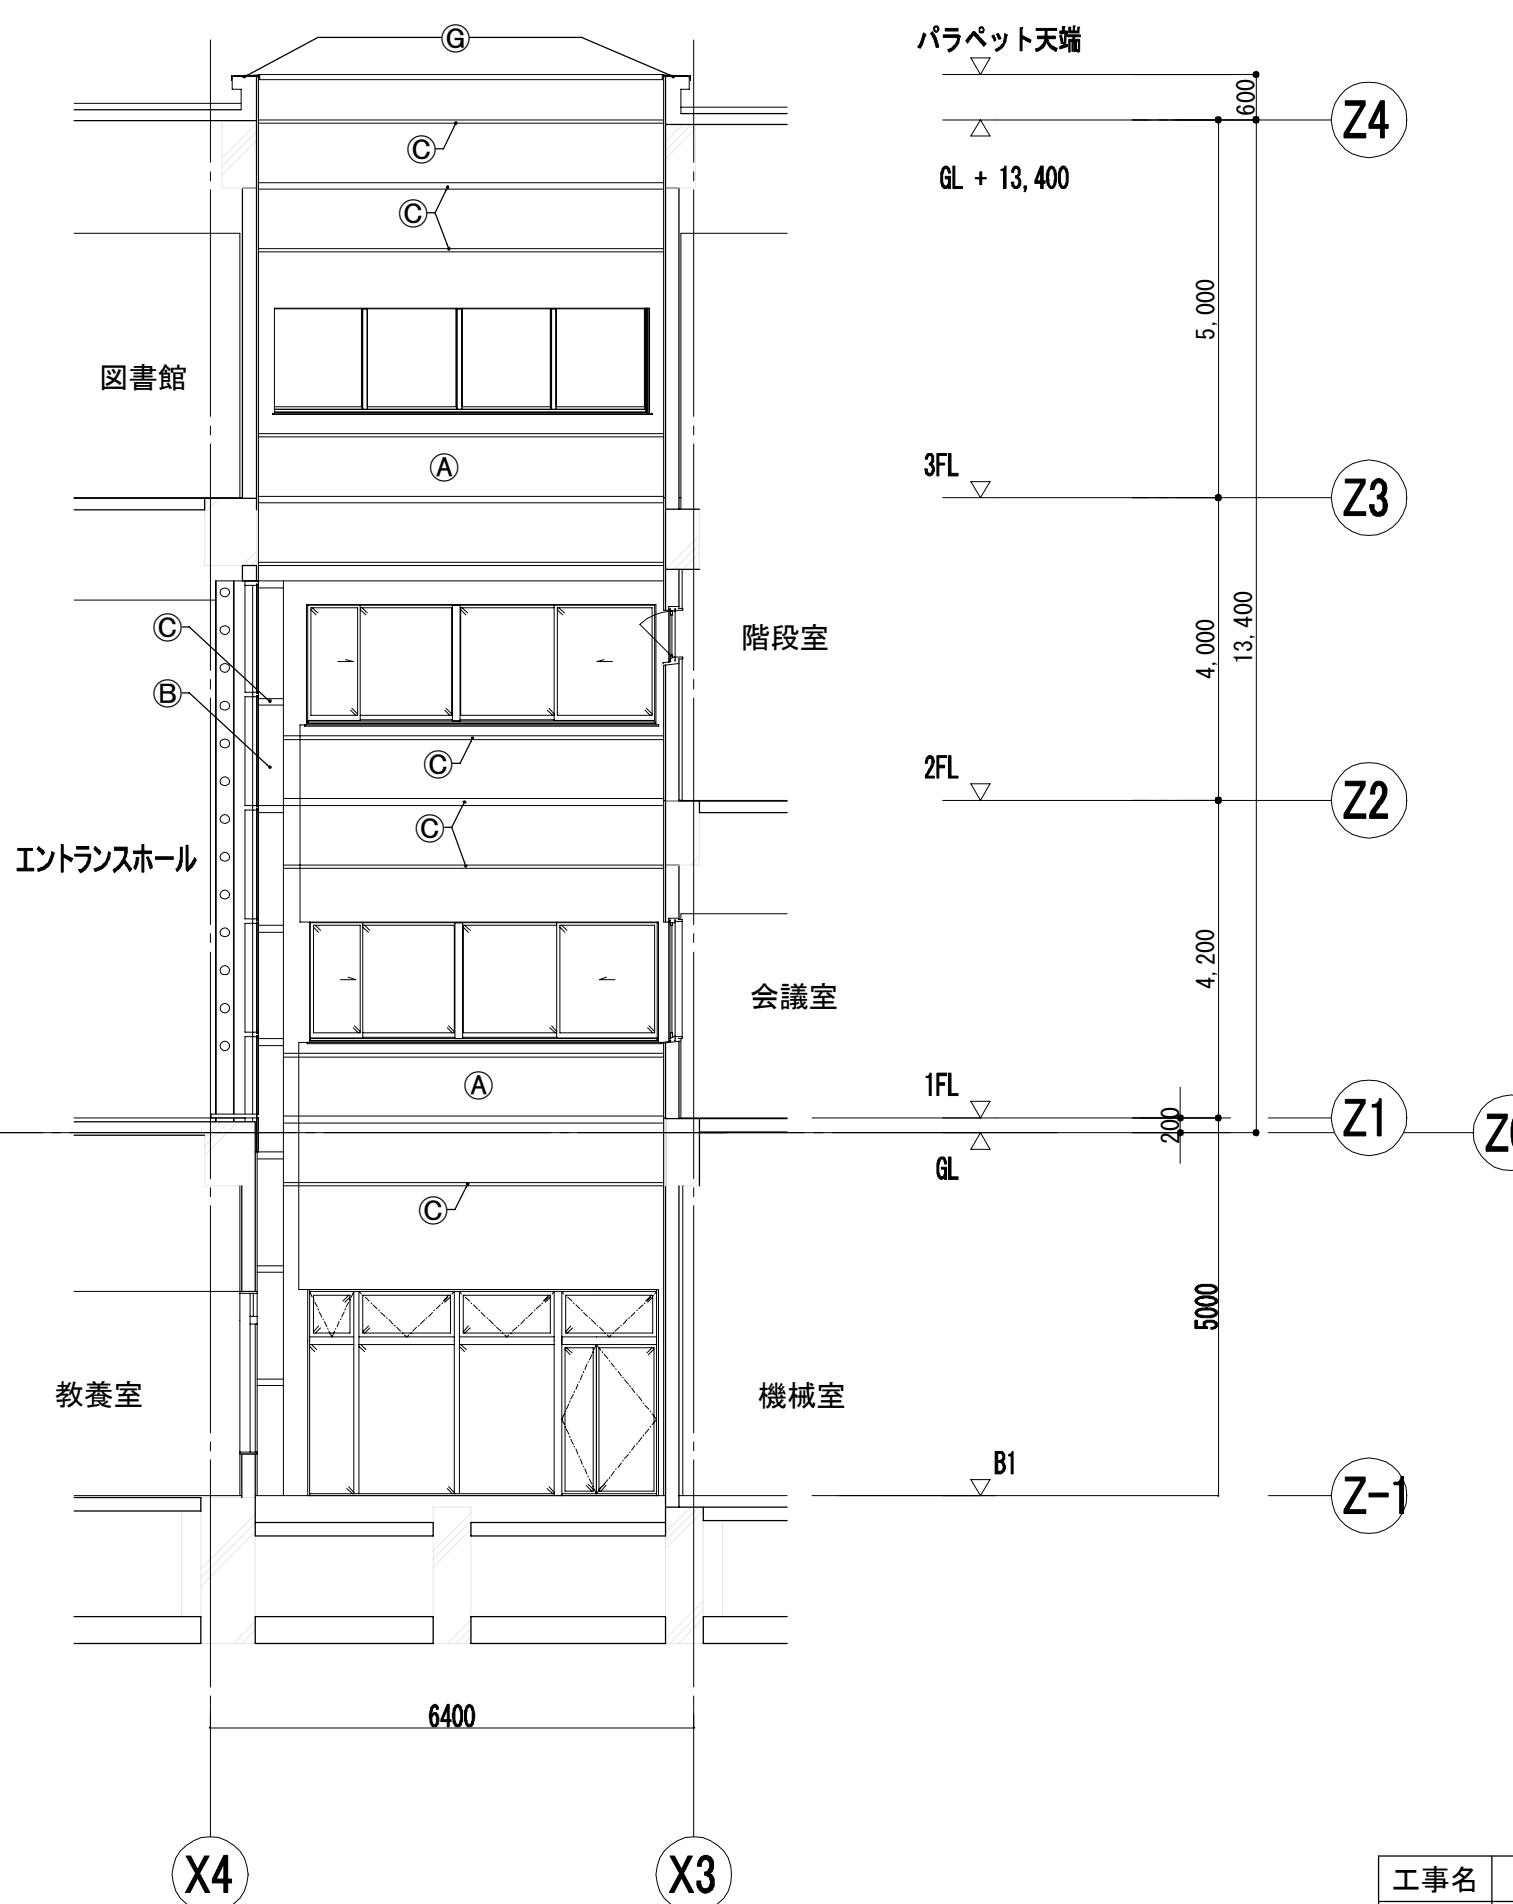 Ⓖ
パラペット天端
600
Z4
Ⓒ
GL + 13,400
Ⓒ
5,000
図書館
3FL
Ⓐ
Z3
Ⓒ
階段室
4,000
13,400
Ⓑ
Ⓒ
2FL
Z2
Ⓒ
エントランスホール
4,200
会議室
Ⓐ
1FL
200
Z1
GL
Ⓒ
5000
教養室
機械室
B1
Z-1
6400
X4
X3
工事名